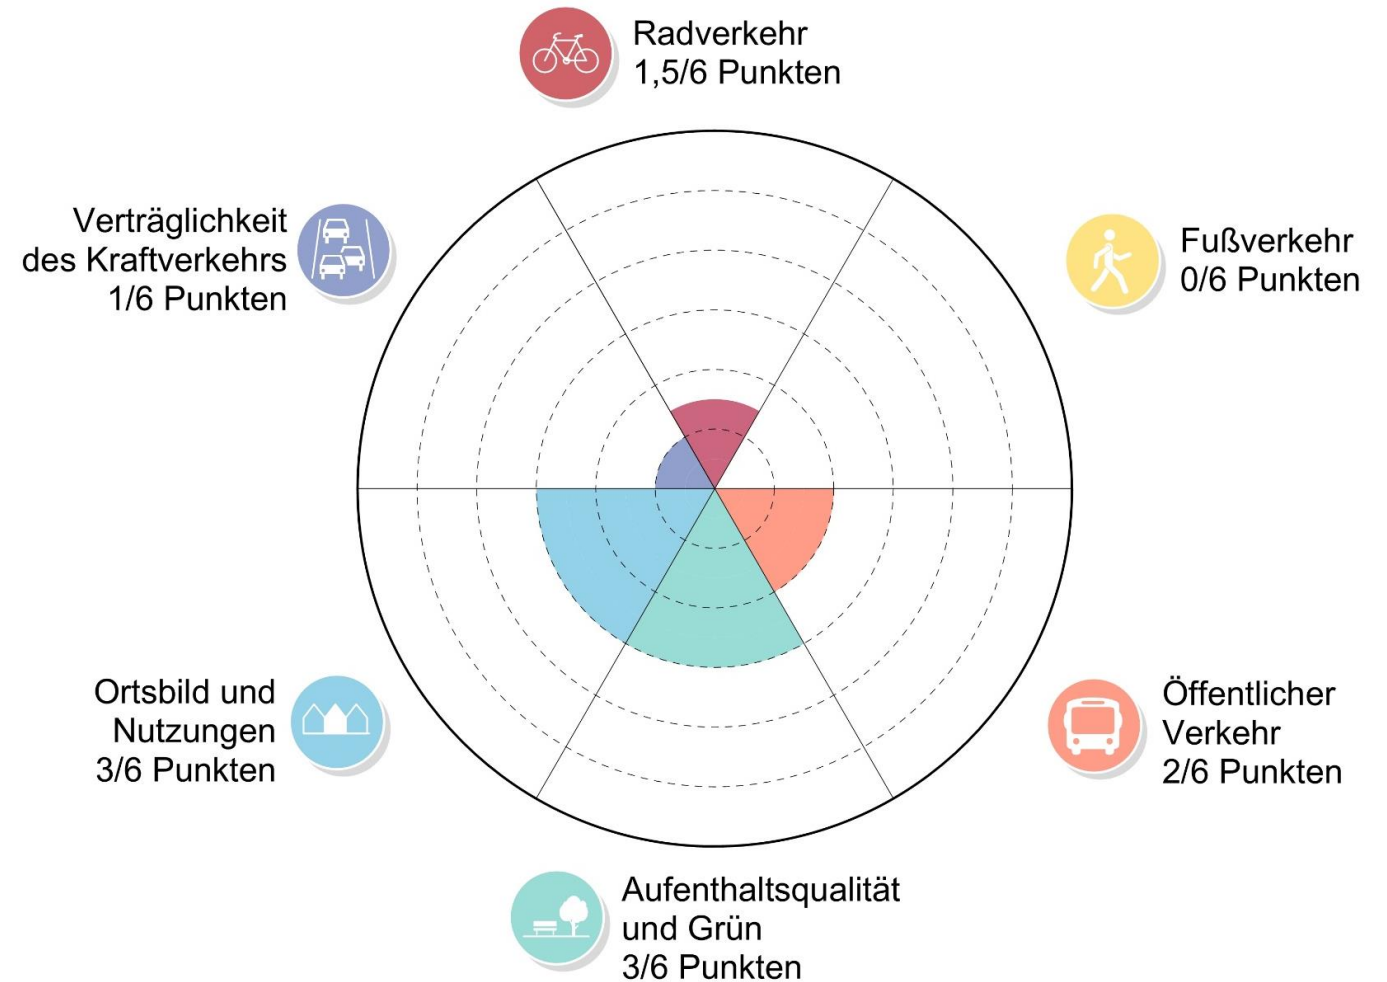 Radverkehr
1,5/6 Punkten
Verträglichkeit
des Kraftverkehrs
1/6 Punkten
Fußverkehr
0/6 Punkten
Ortsbild und
Nutzungen
3/6 Punkten
Öffentlicher
Verkehr
2/6 Punkten
Aufenthaltsqualität
und Grün
3/6 Punkten